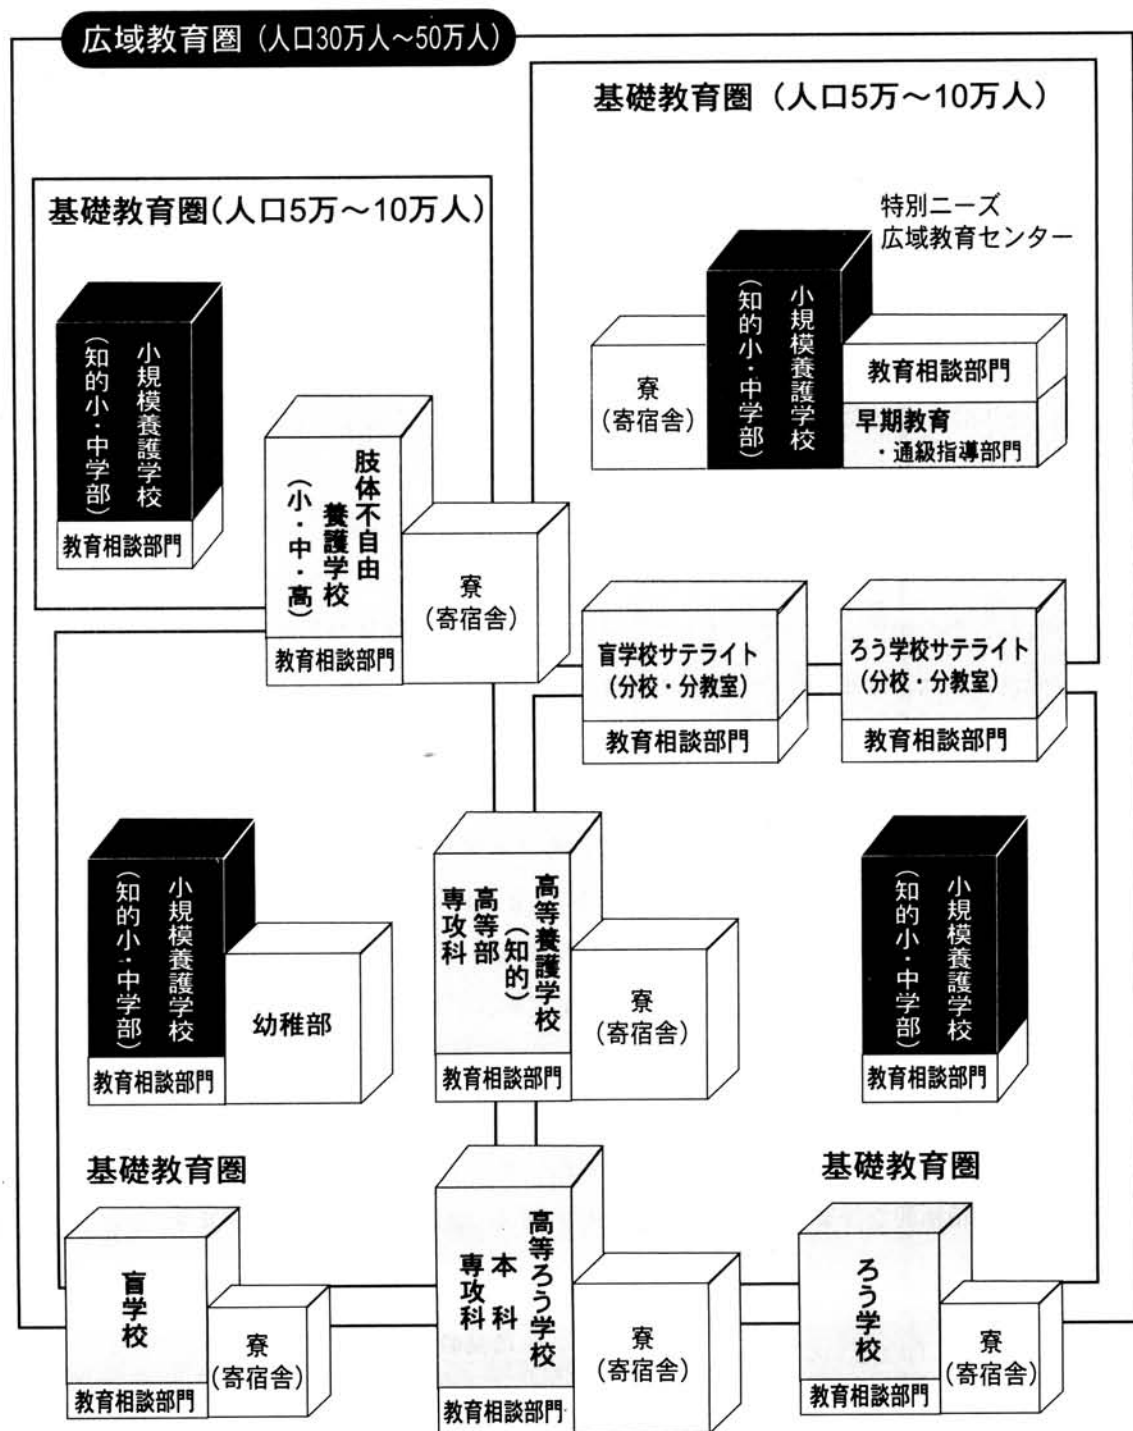 広域教育圏（人口30万人～50万人）
基礎教育圏（人口5万～10万人）
基礎教育圏（人口5万～10万人）
特別ニーズ
広域教育センター
小規模養護学校
（知的小・中学部）
教育相談部門
寮
（寄宿舎）
小規模養護学校
（知的小・中学部）
教育相談部門
早期教育
・通級指導部門
肢体不自由
養護学校
（小・中・高）
教育相談部門
寮
（寄宿舎）
盲学校サテライト
（分校・分教室）
教育相談部門
ろう学校サテライト
（分校・分教室）
教育相談部門
小規模養護学校
（知的小・中学部）
教育相談部門
幼稚部
高等養護学校
（知的）
高等部
専攻科
教育相談部門
寮
（寄宿舎）
小規模養護学校
（知的小・中学部）
教育相談部門
基礎教育圏
基礎教育圏
盲学校
教育相談部門
寮
（寄宿舎）
高等ろう学校
本科
専攻科
教育相談部門
寮
（寄宿舎）
ろう学校
教育相談部門
寮
（寄宿舎）